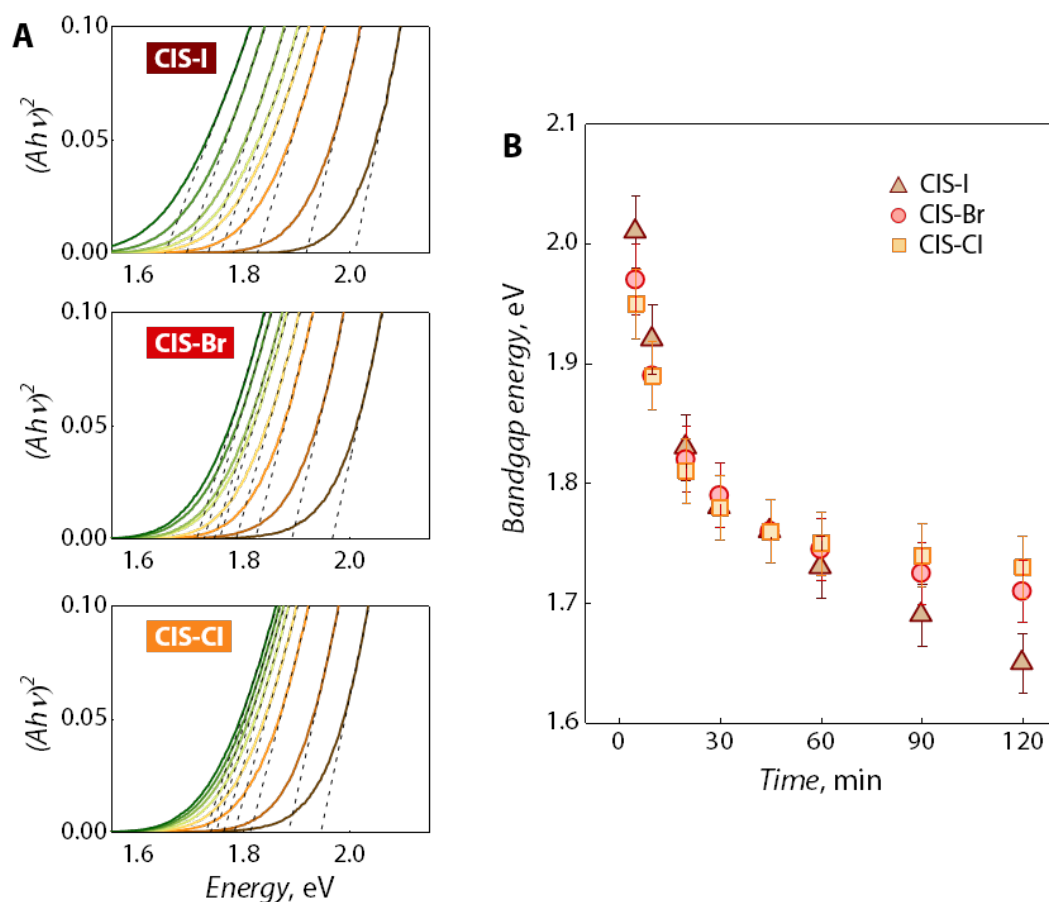 A
CIS-I
(Ahν)2
0.10
0.05
0.00
1.6 1.8 2.0
CIS-Br
(Ahν)2
0.10
0.05
0.00
1.6 1.8 2.0
CIS-Cl
(Ahν)2
0.10
0.05
0.00
1.6 1.8 2.0
Energy, eV
B
Bandgap energy, eV
2.1
2.0
1.9
1.8
1.7
1.6
CIS-I
CIS-Br
CIS-Cl
0 30 60 90 120
Time, min